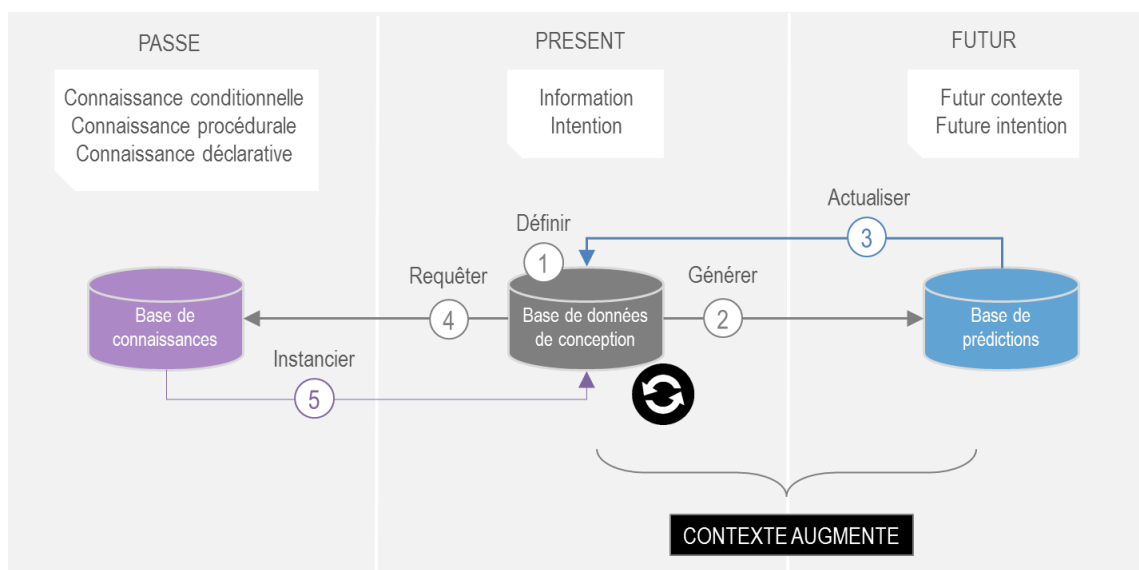 PASSE
PRESENT
FUTUR
Connaissance conditionnelle
Connaissance procédurale
Connaissance déclarative
Information
Intention
Futur contexte
Future intention
Actualiser
3
Définir
1
Requêter
4
Générer
2
Base de
connaissances
Base de données
de conception
Base de
prédictions
Instancier
5
CONTEXTE AUGMENTE